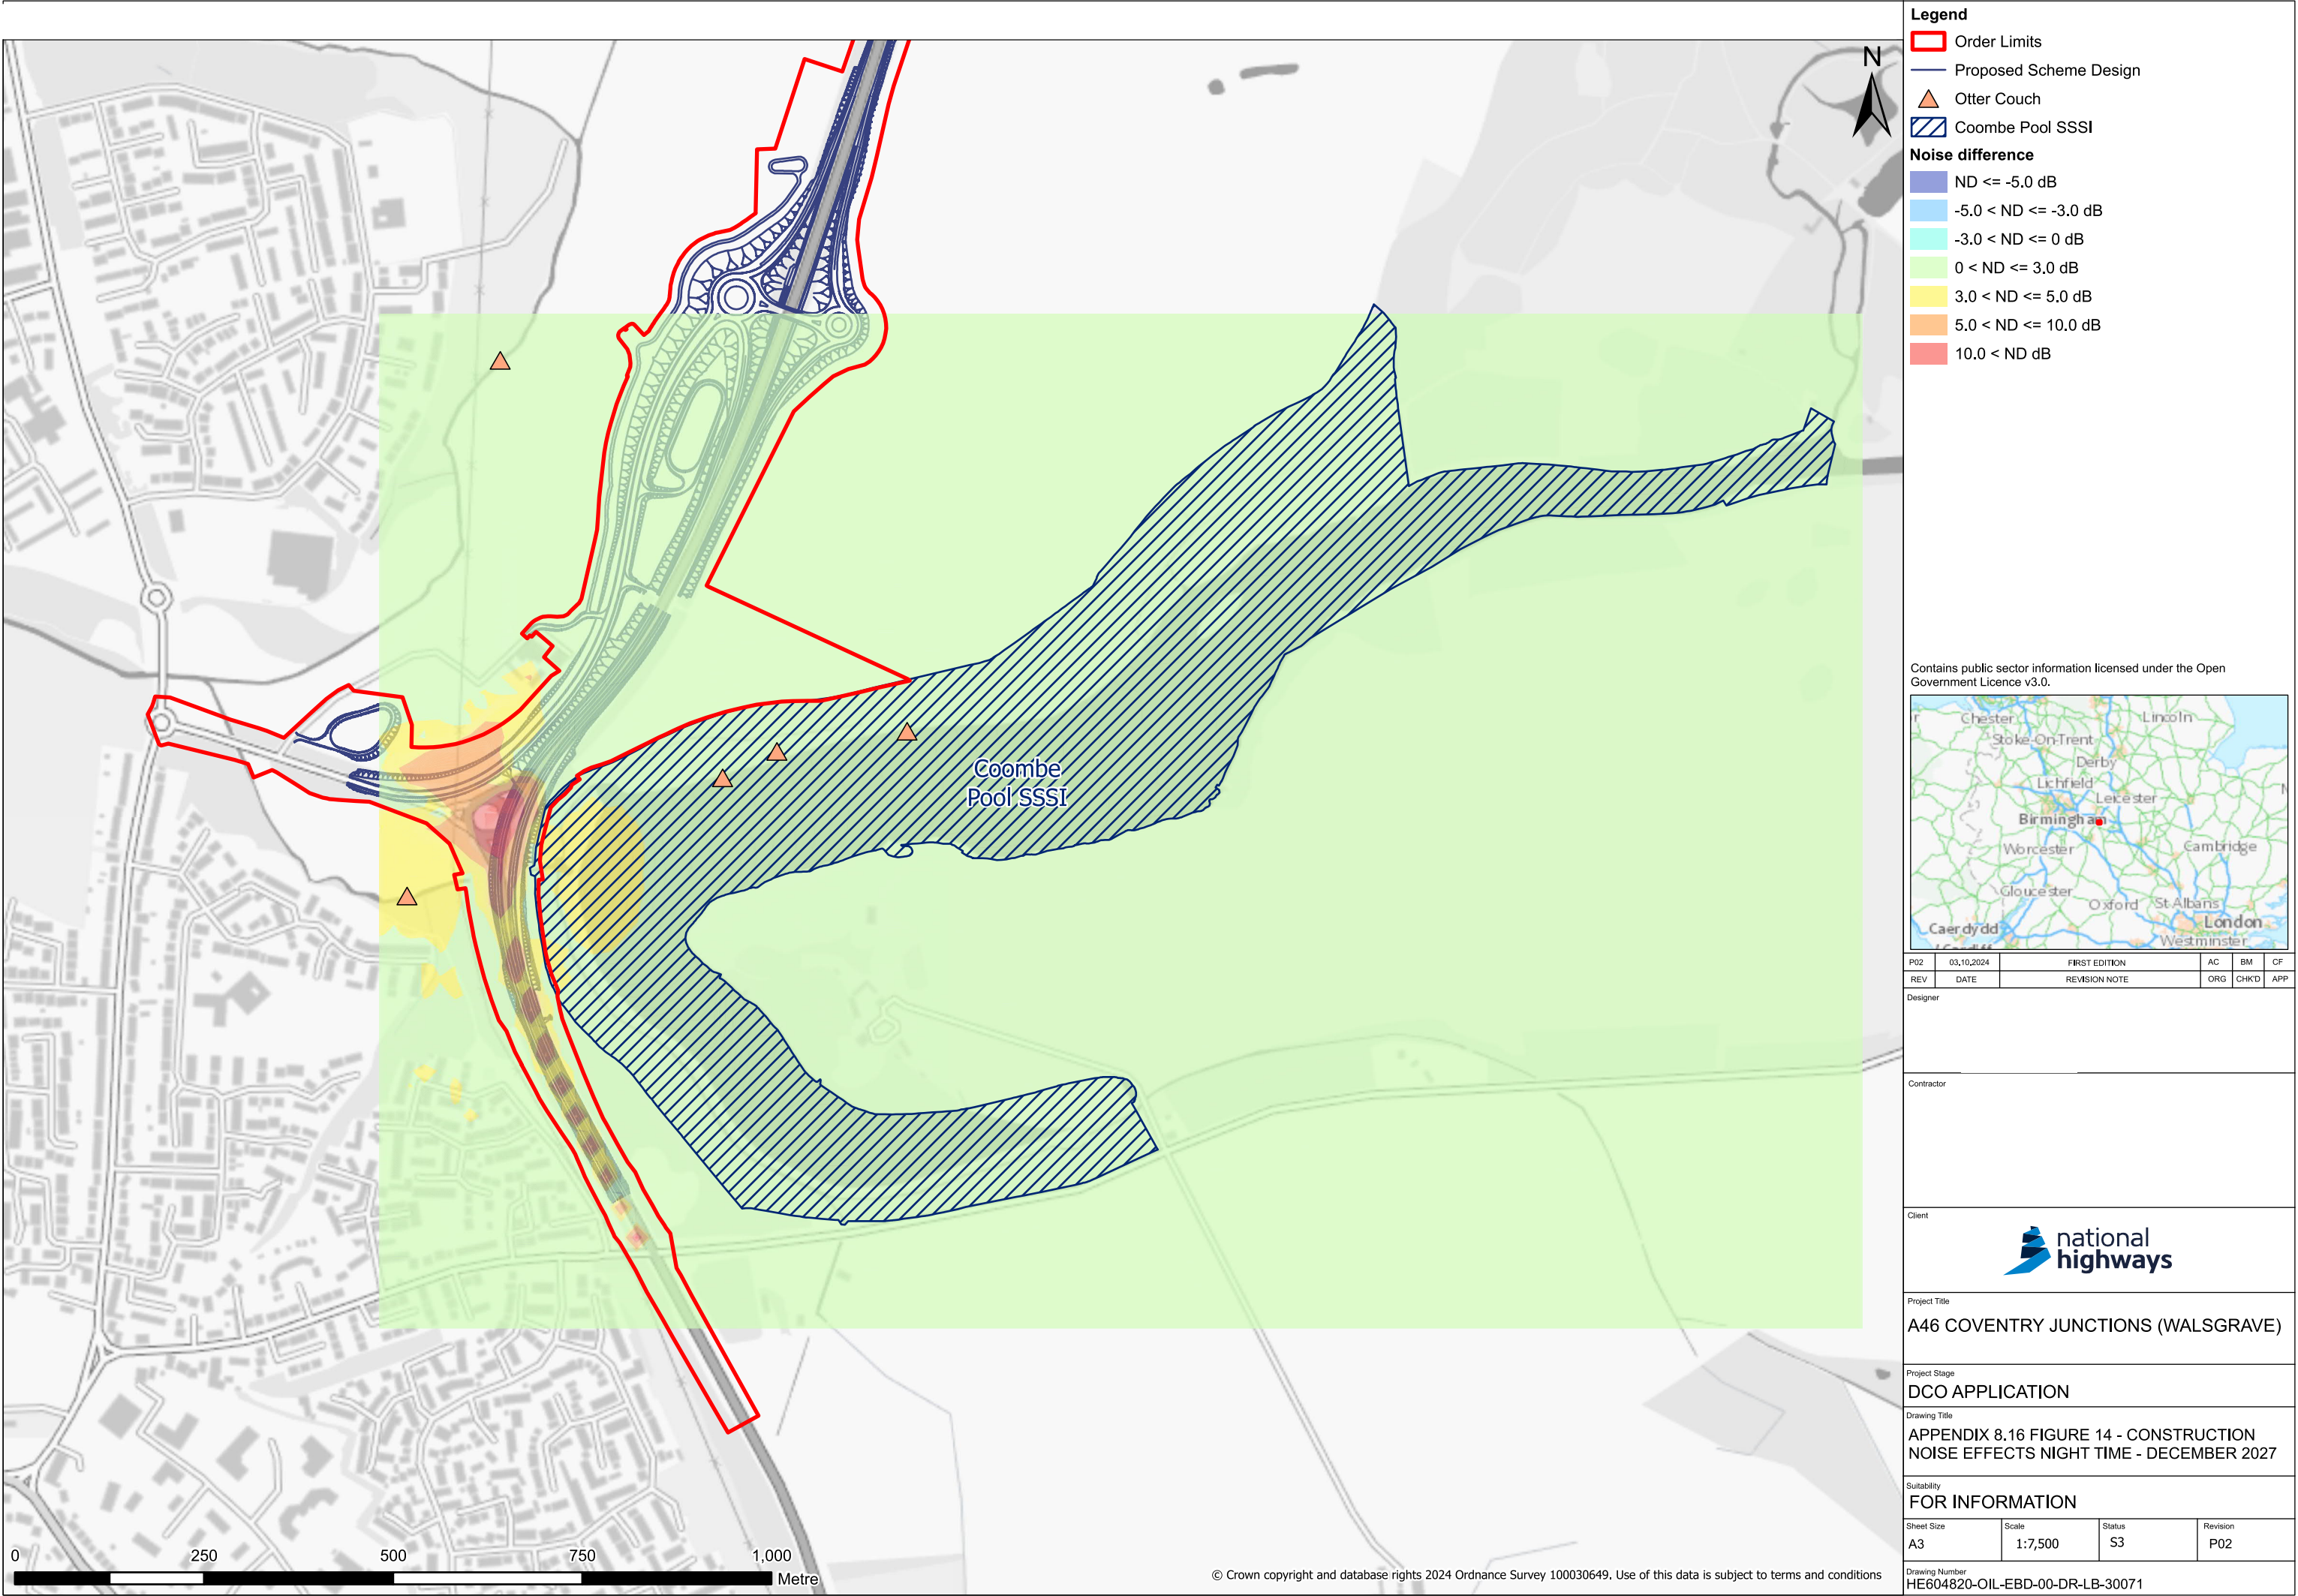 Legend
Order Limits
Proposed Scheme Design
Otter Couch
Coombe Pool SSSI
Noise difference
ND <= -5.0 dB
-5.0 < ND <= -3.0 dB
-3.0 < ND <= 0 dB
0 < ND <= 3.0 dB
3.0 < ND <= 5.0 dB
5.0 < ND <= 10.0 dB
10.0 < ND dB
N
Coombe
Pool SSSI
0 250 500 750 1,000
Metre
© Crown copyright and database rights 2024 Ordnance Survey 100030649. Use of this data is subject to terms and conditions
Contains public sector information licensed under the Open
Government Licence v3.0.
Chester
Lincoln
Stoke-On-Trent
Derby
Lichfield
Leicester
Birmingham
Worcester
Cambridge
Gloucester
Oxford
St Albans
Caerdydd
London
/ Cardiff
Westminster
P02 03.10.2024 FIRST EDITION AC BM CF
REV DATE REVISION NOTE ORG CHK'D APP
Designer
Contractor
Client
national
highways
Project Title
A46 COVENTRY JUNCTIONS (WALSGRAVE)
Project Stage
DCO APPLICATION
Drawing Title
APPENDIX 8.16 FIGURE 14 - CONSTRUCTION
NOISE EFFECTS NIGHT TIME - DECEMBER 2027
Suitability
FOR INFORMATION
Sheet Size Scale Status Revision
A3 1:7,500 S3 P02
Drawing Number
HE604820-OIL-EBD-00-DR-LB-30071